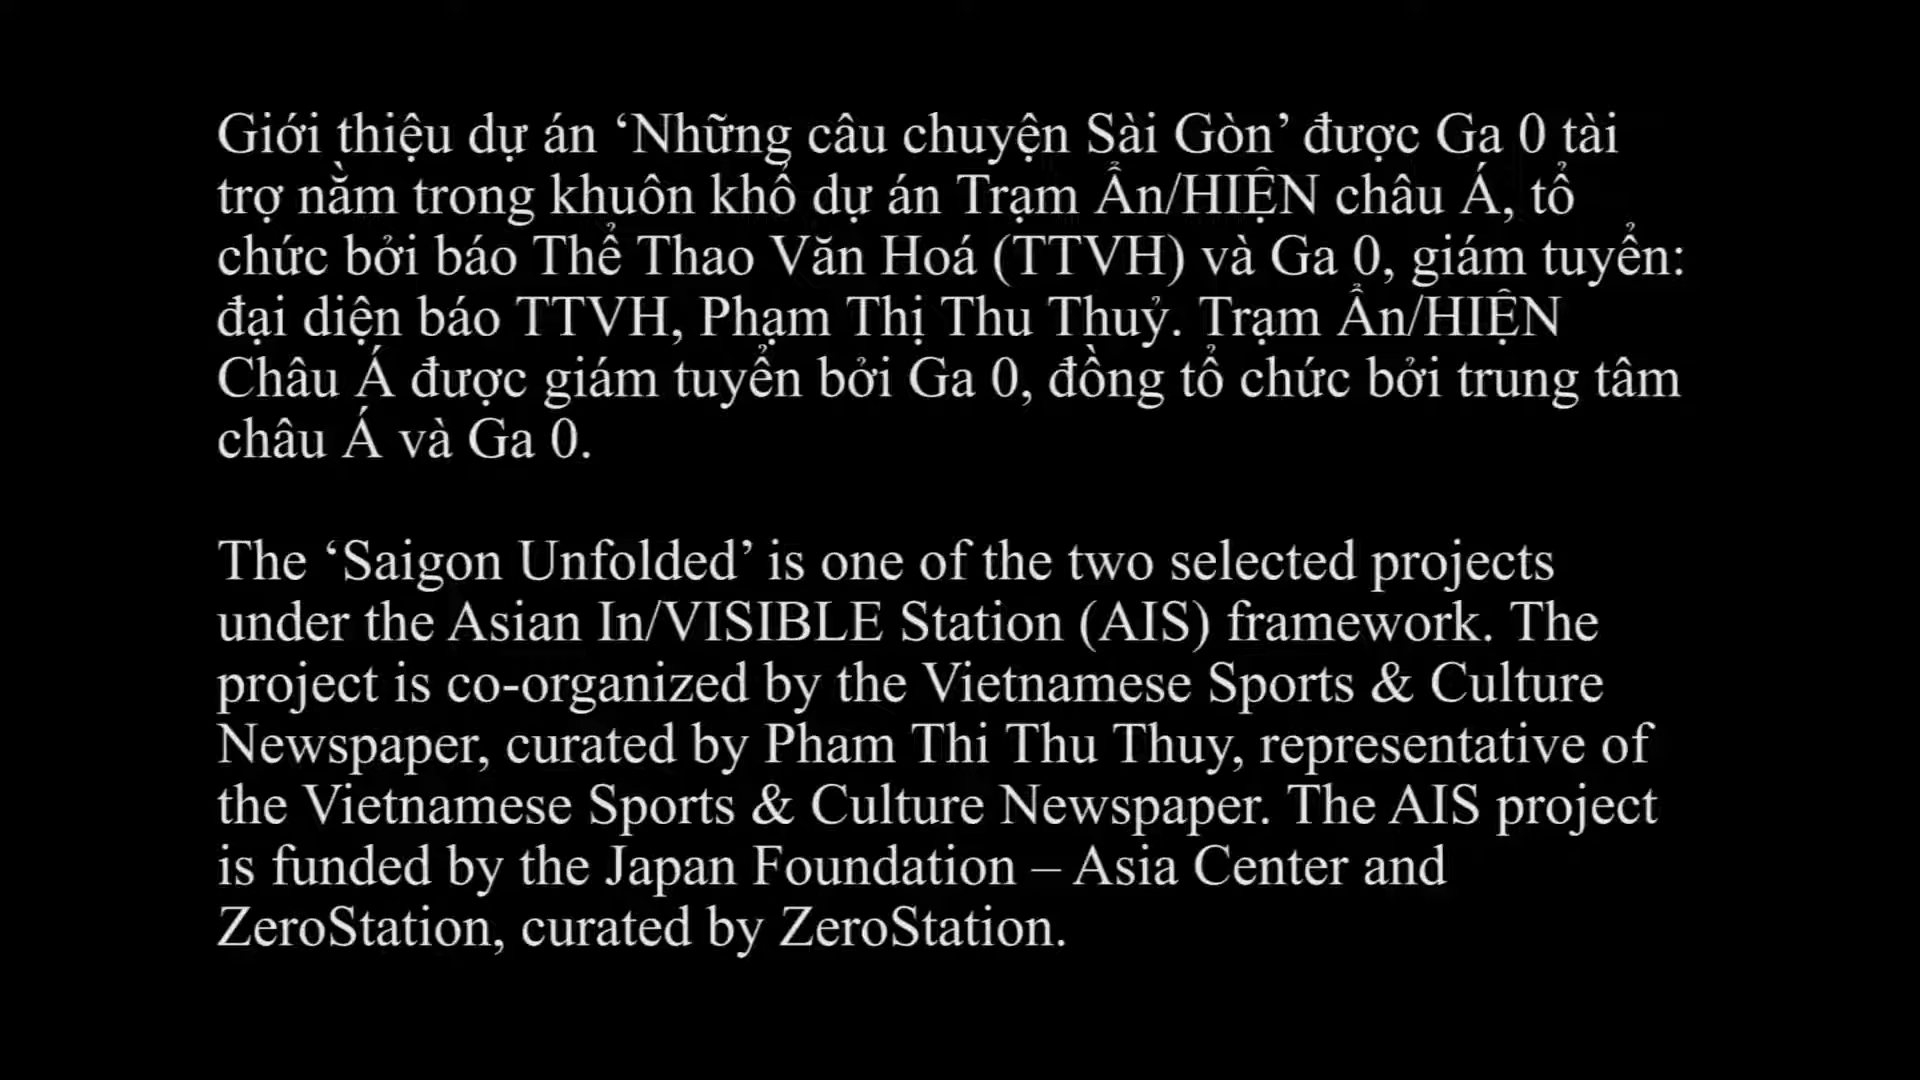 Giới thiệu dự án ‘Những câu chuyện Sài Gòn’ được Ga 0 tài
trợ nằm trong khuôn khổ dự án Trạm Ẩn/HIỆN châu Á, tổ
chức bởi báo Thể Thao Văn Hoá (TTVH) và Ga 0, giám tuyển:
đại diện báo TTVH, Phạm Thị Thu Thuỷ. Trạm Ẩn/HIỆN
Châu Á được giám tuyển bởi Ga 0, đồng tổ chức bởi trung tâm
châu Á và Ga 0.
The ‘Saigon Unfolded’ is one of the two selected projects
under the Asian In/VISIBLE Station (AIS) framework. The
project is co-organized by the Vietnamese Sports & Culture
Newspaper, curated by Pham Thi Thu Thuy, representative of
the Vietnamese Sports & Culture Newspaper. The AIS project
is funded by the Japan Foundation – Asia Center and
ZeroStation, curated by ZeroStation.